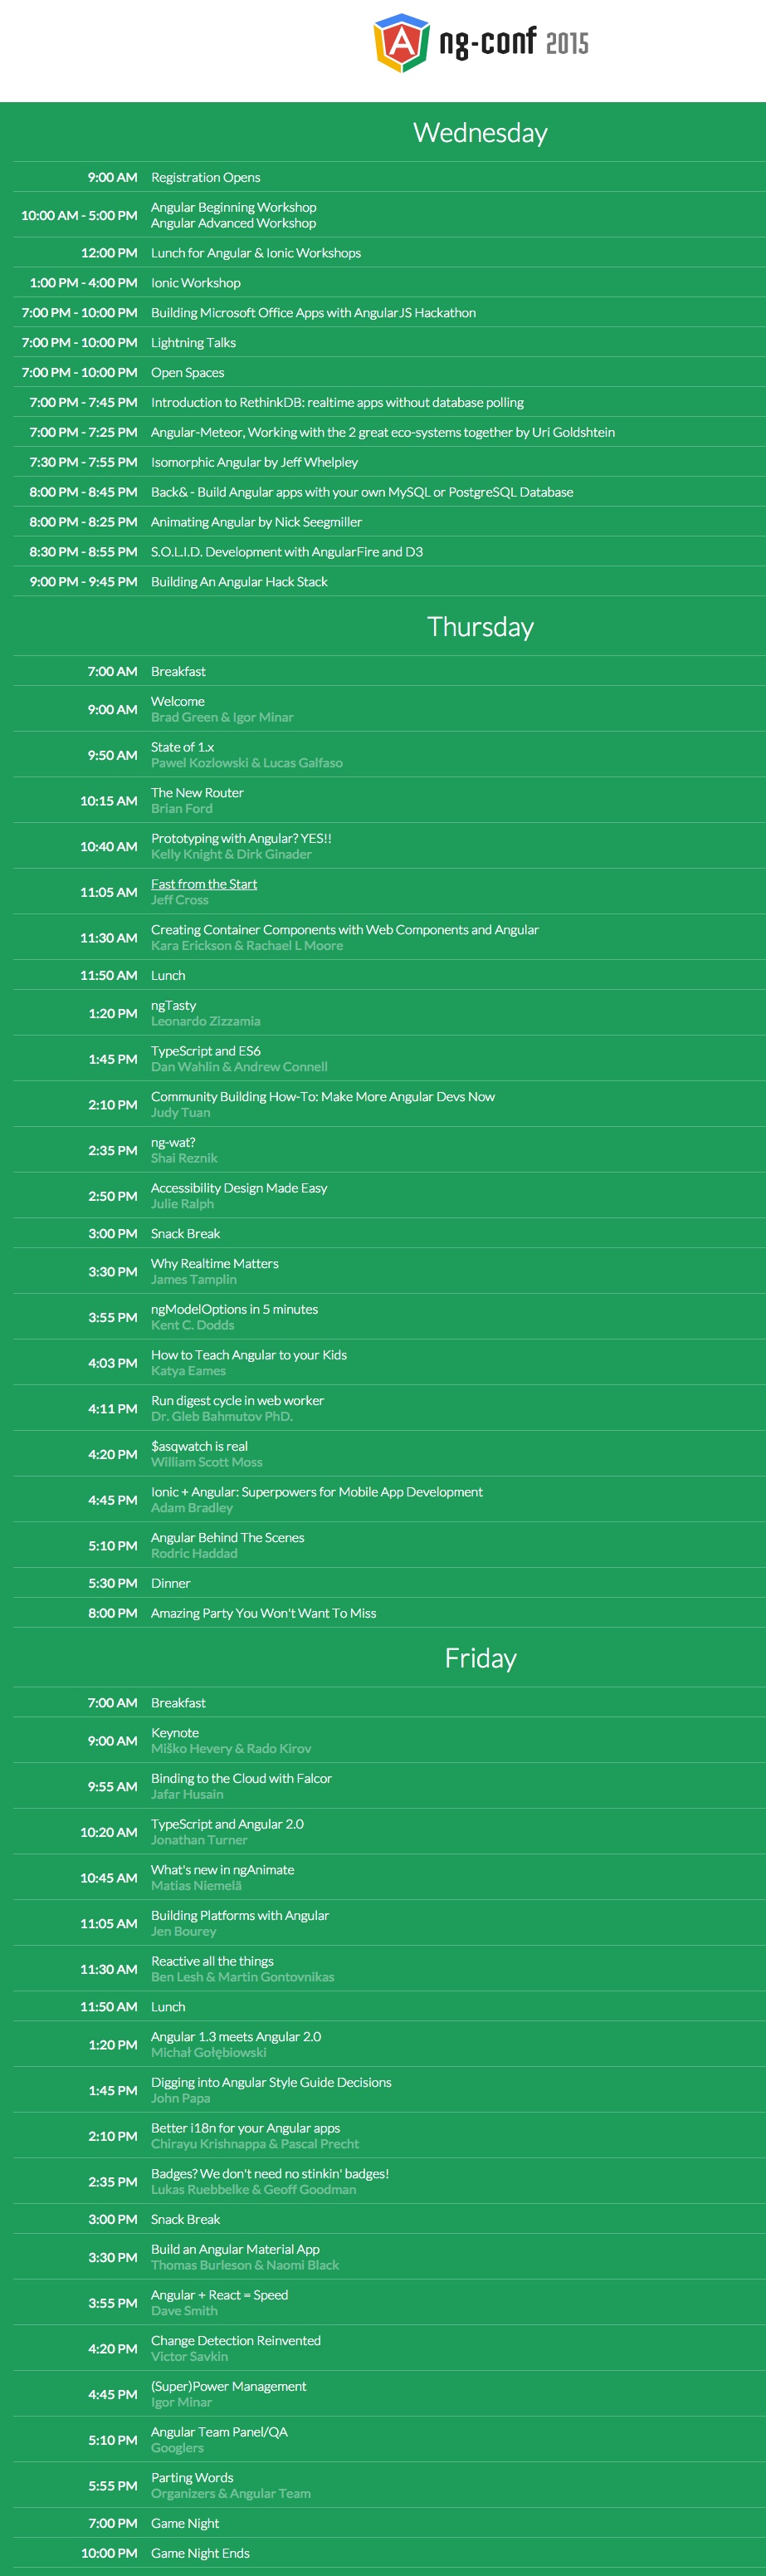 ng-conf 2015
Wednesday
9:00 AM Registration Opens
10:00 AM - 5:00 PM Angular Beginning Workshop
Angular Advanced Workshop
12:00 PM Lunch for Angular & Ionic Workshops
1:00 PM - 4:00 PM Ionic Workshop
7:00 PM - 10:00 PM Building Microsoft Office Apps with AngularJS Hackathon
7:00 PM - 10:00 PM Lightning Talks
7:00 PM - 10:00 PM Open Spaces
7:00 PM - 7:45 PM Introduction to RethinkDB: realtime apps without database polling
7:00 PM - 7:25 PM Angular-Meteor, Working with the 2 great eco-systems together by Uri Goldshtein
7:30 PM - 7:55 PM Isomorphic Angular by Jeff Whelpley
8:00 PM - 8:45 PM Back& - Build Angular apps with your own MySQL or PostgreSQL Database
8:00 PM - 8:25 PM Animating Angular by Nick Seegmiller
8:30 PM - 8:55 PM S.O.L.I.D. Development with AngularFire and D3
9:00 PM - 9:45 PM Building An Angular Hack Stack
Thursday
7:00 AM Breakfast
9:00 AM Welcome
Brad Green & Igor Minar
9:50 AM State of 1.x
Pawel Kozlowski & Lucas Galfaso
10:15 AM The New Router
Brian Ford
10:40 AM Prototyping with Angular? YES!!
Kelly Knight & Dirk Ginader
11:05 AM Fast from the Start
Jeff Cross
11:30 AM Creating Container Components with Web Components and Angular
Kara Erickson & Rachael L Moore
11:50 AM Lunch
1:20 PM ngTasty
Leonardo Zizzamia
1:45 PM TypeScript and ES6
Dan Wahlin & Andrew Connell
2:10 PM Community Building How-To: Make More Angular Devs Now
Judy Tuan
2:35 PM ng-wat?
Shai Reznik
2:50 PM Accessibility Design Made Easy
Julie Ralph
3:00 PM Snack Break
3:30 PM Why Realtime Matters
James Tamplin
3:55 PM ngModelOptions in 5 minutes
Kent C. Dodds
4:03 PM How to Teach Angular to your Kids
Katya Eames
4:11 PM Run digest cycle in web worker
Dr. Gleb Bahmutov PhD.
4:20 PM $asqwatch is real
William Scott Moss
4:45 PM Ionic + Angular: Superpowers for Mobile App Development
Adam Bradley
5:10 PM Angular Behind The Scenes
Rodric Haddad
5:30 PM Dinner
8:00 PM Amazing Party You Won't Want To Miss
Friday
7:00 AM Breakfast
9:00 AM Keynote
Miško Hevery & Rado Kirov
9:55 AM Binding to the Cloud with Falcor
Jafar Husain
10:20 AM TypeScript and Angular 2.0
Jonathan Turner
10:45 AM What's new in ngAnimate
Matias Niemelä
11:05 AM Building Platforms with Angular
Jen Bourey
11:30 AM Reactive all the things
Ben Lesh & Martin Gontovnikas
11:50 AM Lunch
1:20 PM Angular 1.3 meets Angular 2.0
Michał Gołębiowski
1:45 PM Digging into Angular Style Guide Decisions
John Papa
2:10 PM Better i18n for your Angular apps
Chirayu Krishnappa & Pascal Precht
2:35 PM Badges? We don't need no stinkin' badges!
Lukas Ruebbelke & Geoff Goodman
3:00 PM Snack Break
3:30 PM Build an Angular Material App
Thomas Burleson & Naomi Black
3:55 PM Angular + React = Speed
Dave Smith
4:20 PM Change Detection Reinvented
Victor Savkin
4:45 PM (Super)Power Management
Igor Minar
5:10 PM Angular Team Panel/QA
Googlers
5:55 PM Parting Words
Organizers & Angular Team
7:00 PM Game Night
10:00 PM Game Night Ends